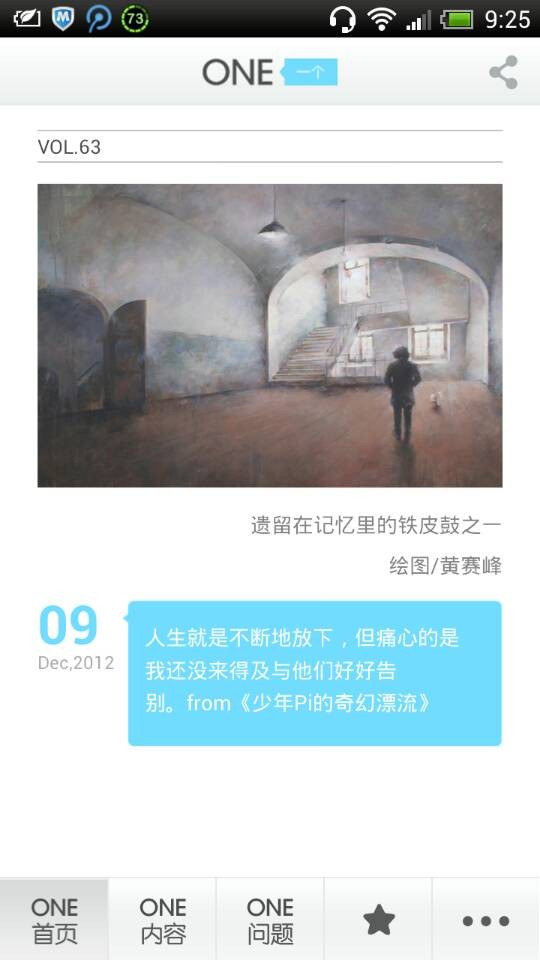 73
9:25
ONE 一个
VOL.63
遗留在记忆里的铁皮鼓之一
绘图/黄赛峰
09
Dec,2012
人生就是不断地放下，但痛心的是
我还没来得及与他们好好告
别。from《少年Pi的奇幻漂流》
ONE
首页
ONE
内容
ONE
问题